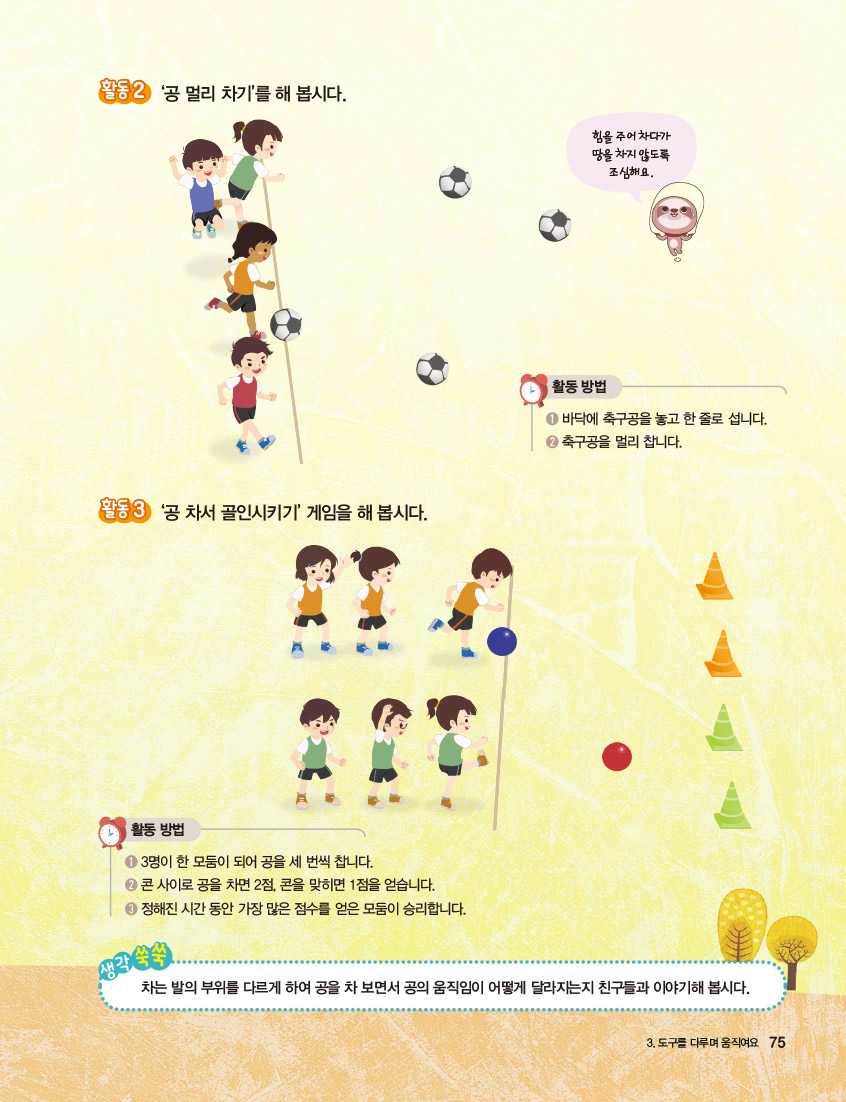 활동 2 '공 멀리 차기'를 해 봅시다.
힘을 주어 차다가
땅을 차지 않도록
조심해요.
활동 방법
1 바닥에 축구공을 놓고 한 줄로 섭니다.
2 축구공을 멀리 찹니다.
활동 3 '공 차서 골인시키기' 게임을 해 봅시다.
활동 방법
1 3명이 한 모둠이 되어 공을 세 번씩 찹니다.
2 콘 사이로 공을 차면 2점, 콘을 맞히면 1점을 얻습니다.
3 정해진 시간 동안 가장 많은 점수를 얻은 모둠이 승리합니다.
생각 쑥쑥
차는 발의 부위를 다르게 하여 공을 차 보면서 공의 움직임이 어떻게 달라지는지 친구들과 이야기해 봅시다.
3. 도구를 다루며 움직여요 75